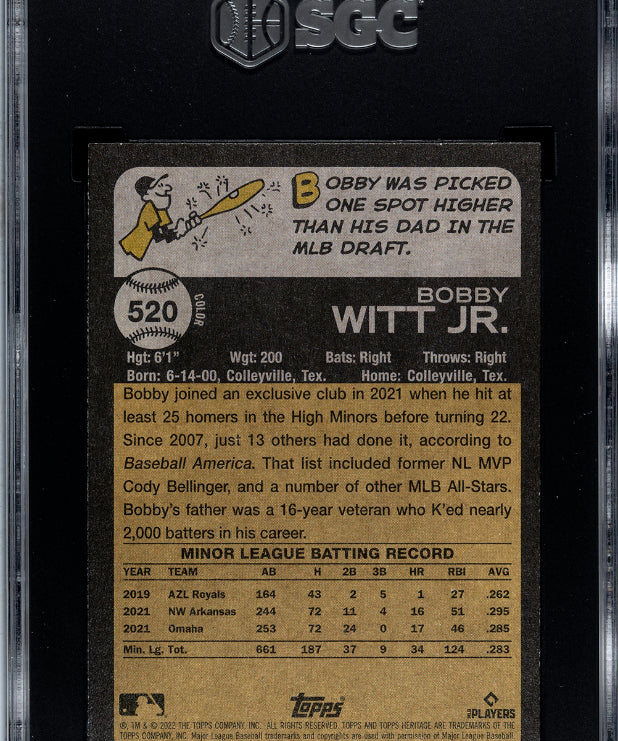 SGC
BOBBY WAS PICKED
ONE SPOT HIGHER
THAN HIS DAD IN THE
MLB DRAFT.
520
COLOR
BOBBY
WITT JR.
Hgt: 6'1" Wgt: 200 Bats: Right Throws: Right
Born: 6-14-00, Colleyville, Tex. Home: Colleyville, Tex.
Bobby joined an exclusive club in 2021 when he hit at
least 25 homers in the High Minors before turning 22.
Since 2007, just 13 others had done it, according to
Baseball America. That list included former NL MVP
Cody Bellinger, and a number of other MLB All-Stars.
Bobby's father was a 16-year veteran who K'ed nearly
2,000 batters in his career.
MINOR LEAGUE BATTING RECORD
YEAR TEAM AB H 2B 3B HR RBI AVG
2019 AZL Royals 164 43 2 5 1 27 .262
2021 NW Arkansas 244 72 11 4 16 51 .295
2021 Omaha 253 72 24 0 17 46 .285
Min. Lg. Tot. 661 187 37 9 34 124 .283
Topps
MLB PLAYERS
®, TM & © 2022 THE TOPPS COMPANY, INC. ALL RIGHTS RESERVED. TOPPS AND TOPPS HERITAGE ARE TRADEMARKS OF THE
TOPPS COMPANY, INC. Major League Baseball trademarks and copyrights are used with permission of Major League Baseball